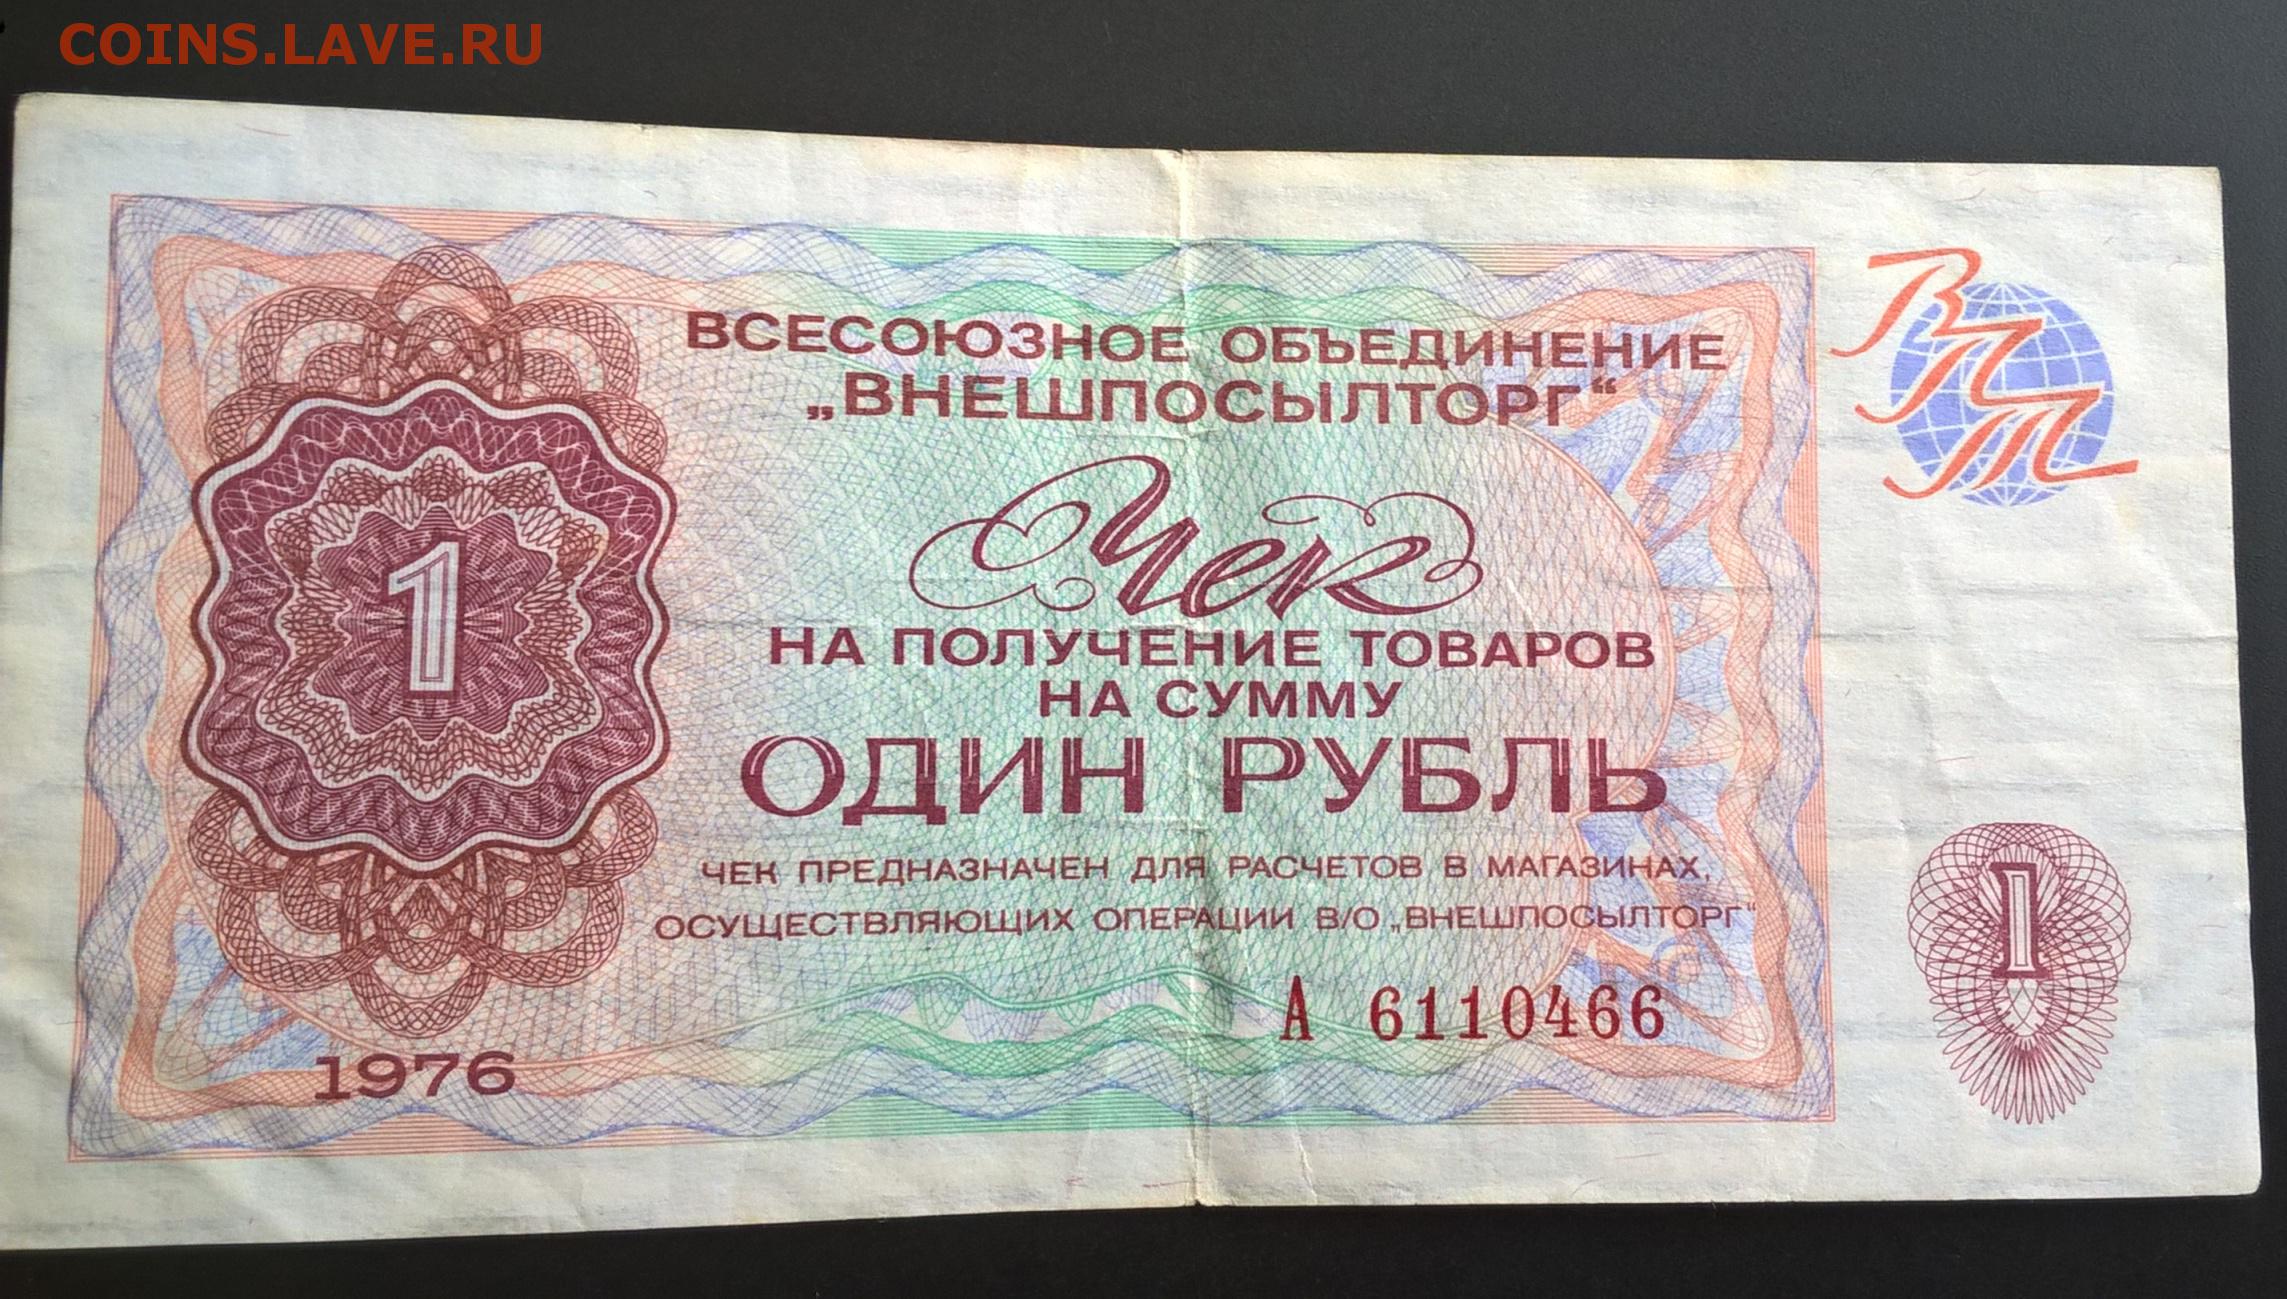 COINS.LAVE.RU
ВСЕСОЮЗНОЕ ОБЪЕДИНЕНИЕ
„ВНЕШПОСЫЛТОРГ“
ВПТ
Чек
НА ПОЛУЧЕНИЕ ТОВАРОВ
НА СУММУ
1
ОДИН РУБЛЬ
ЧЕК ПРЕДНАЗНАЧЕН ДЛЯ РАСЧЕТОВ В МАГАЗИНАХ,
ОСУЩЕСТВЛЯЮЩИХ ОПЕРАЦИИ В/О „ВНЕШПОСЫЛТОРГ“
1
А 6110466
1976